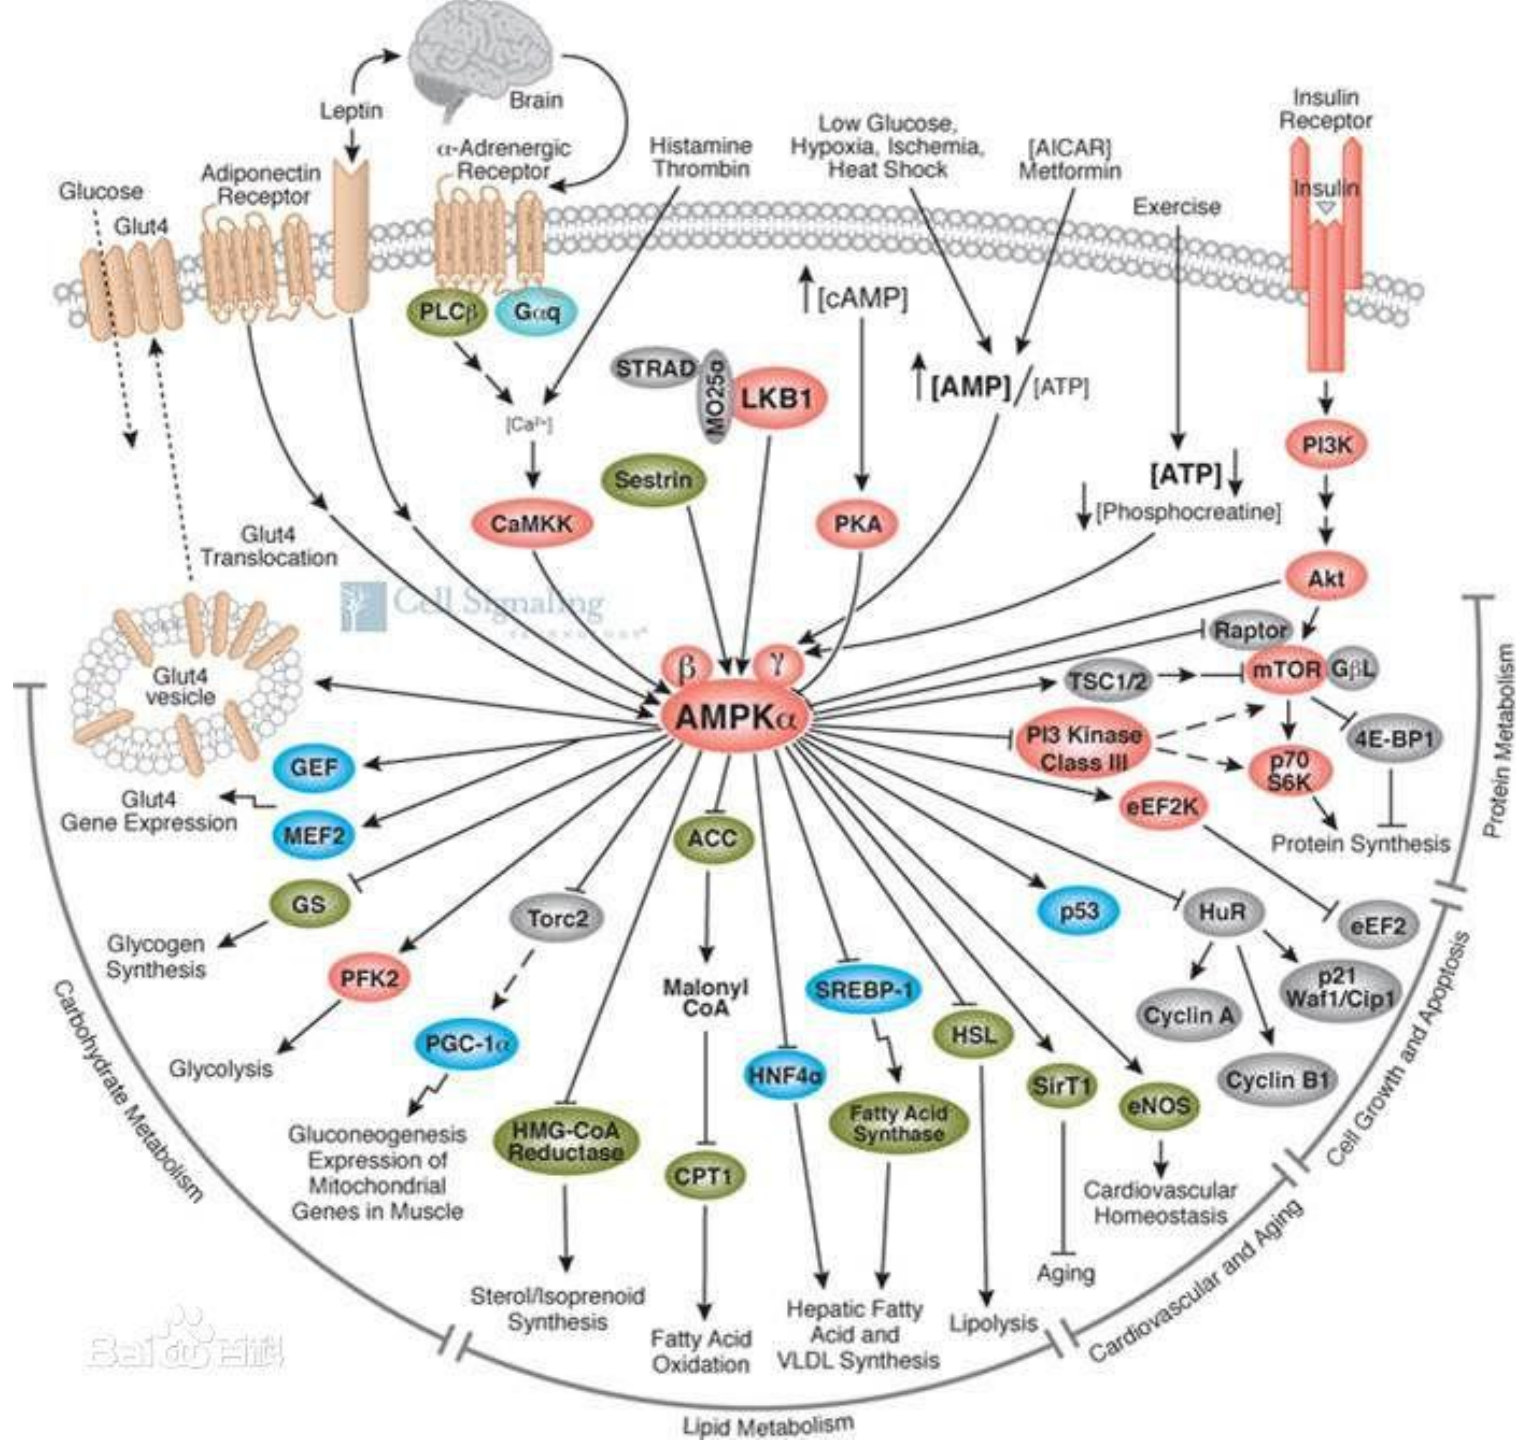 Brain
Leptin
Insulin
Receptor
Low Glucose,
Hypoxia, Ischemia,
Heat Shock
[AICAR]
Metformin
Histamine
Thrombin
α-Adrenergic
Receptor
Adiponectin
Receptor
Glucose
Glut4
Insulin
Exercise
PLCβ
Gαq
[cAMP]
STRAD
MO25α
LKB1
[AMP]
/[ATP]
[Ca²⁺]
PI3K
Sestrin
[ATP]
[Phosphocreatine]
CaMKK
PKA
Glut4
Translocation
Akt
Cell Signaling
TECHNOLOGY®
Raptor
β
γ
mTOR
GβL
TSC1/2
Glut4
vesicle
AMPKα
PI3 Kinase
Class III
4E-BP1
p70
S6K
GEF
Glut4
Gene Expression
MEF2
eEF2K
ACC
Protein Synthesis
GS
Torc2
p53
HuR
eEF2
Glycogen
Synthesis
PFK2
Malonyl
CoA
SREBP-1
p21
Waf1/Cip1
Cyclin A
PGC-1α
HSL
Glycolysis
HNF4α
SirT1
Cyclin B1
eNOS
Fatty Acid
Synthase
HMG-CoA
Reductase
Gluconeogenesis
Expression of
Mitochondrial
Genes in Muscle
CPT1
Cardiovascular
Homeostasis
Aging
Sterol/Isoprenoid
Synthesis
Hepatic Fatty
Acid and
VLDL Synthesis
Lipolysis
Fatty Acid
Oxidation
Carbohydrate Metabolism
Lipid Metabolism
Cardiovascular and Aging
Cell Growth and Apoptosis
Protein Metabolism
Bai du 百科